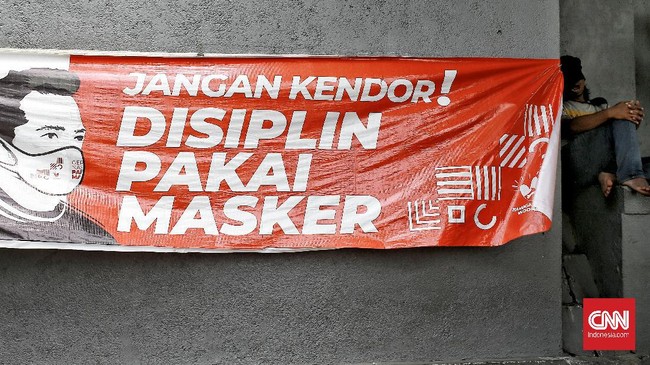 JANGAN KENDOR!
DISIPLIN
PAKAI
MASKER
CNN
Indonesia.com